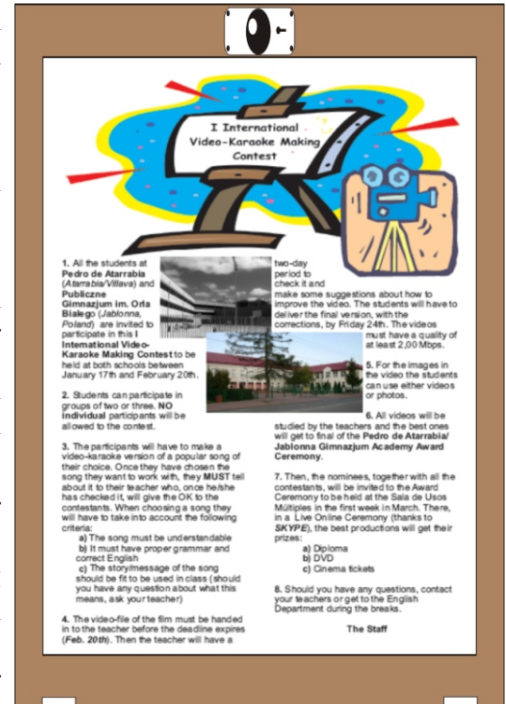 I International
Video-Karaoke Making
Contest
1. All the students at
Pedro de Atarrabia
(Atarrabia/Villava) and
Publiczne
Gimnazjum im. Orla
Bialego (Jablonna,
Poland) are invited to
participate in this I
International Video-
Karaoke Making Contest to be
held at both schools between
January 17th and February 20th.
2. Students can participate in
groups of two or three. NO
individual participants will be
allowed to the contest.
3. The participants will have to make a
video-karaoke version of a popular song of
their choice. Once they have chosen the
song they want to work with, they MUST tell
about it to their teacher who, once he/she
has checked it, will give the OK to the
contestants. When choosing a song they
will have to take into account the following
criteria:
a) The song must be understandable
b) It must have proper grammar and
correct English
c) The story/message of the song
should be fit to be used in class (should
you have any question about what this
means, ask your teacher)
4. The video-file of the film must be handed
in to the teacher before the deadline expires
(Feb. 20th). Then the teacher will have a
two-day
period to
check it and
make some suggestions about how to
improve the video. The students will have to
deliver the final version, with the
corrections, by Friday 24th. The videos
must have a quality of
at least 2,00 Mbps.
5. For the images in
the video the students
can use either videos
or photos.
6. All videos will be
studied by the teachers and the best ones
will get to final of the Pedro de Atarrabia/
Jablonna Gimnazjum Academy Award
Ceremony.
7. Then, the nominees, together with all the
contestants, will be invited to the Award
Ceremony to be held at the Sala de Usos
Múltiples in the first week in March. There,
in a Live Online Ceremony (thanks to
SKYPE), the best productions will get their
prizes:
a) Diploma
b) DVD
c) Cinema tickets
8. Should you have any questions, contact
your teachers or get to the English
Department during the breaks.
The Staff